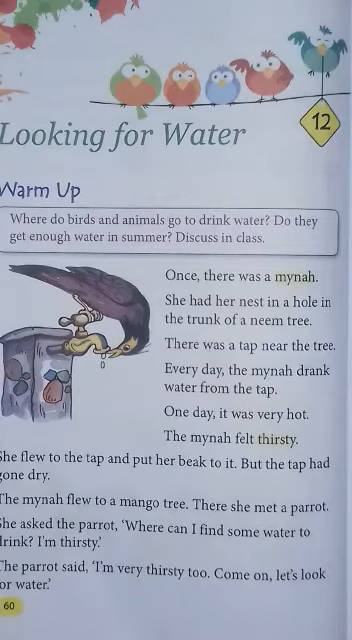 12
Looking for Water
Warm Up
Where do birds and animals go to drink water? Do they
get enough water in summer? Discuss in class.
Once, there was a mynah.
She had her nest in a hole in
the trunk of a neem tree.
There was a tap near the tree.
Every day, the mynah drank
water from the tap.
One day, it was very hot.
The mynah felt thirsty.
She flew to the tap and put her beak to it. But the tap had
gone dry.
The mynah flew to a mango tree. There she met a parrot.
She asked the parrot, ‘Where can I find some water to
drink? I'm thirsty.’
The parrot said, ‘I'm very thirsty too. Come on, let's look
or water.’
60